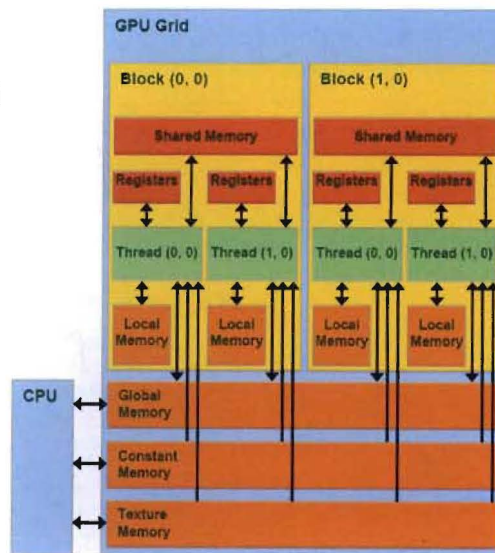 GPU Grid
Block (0, 0)
Block (1, 0)
Shared Memory
Shared Memory
Registers
Registers
Registers
Registers
Thread (0, 0)
Thread (1, 0)
Thread (0, 0)
Thread (1, 0)
Local
Memory
Local
Memory
Local
Memory
Local
Memory
CPU
Global
Memory
Constant
Memory
Texture
Memory